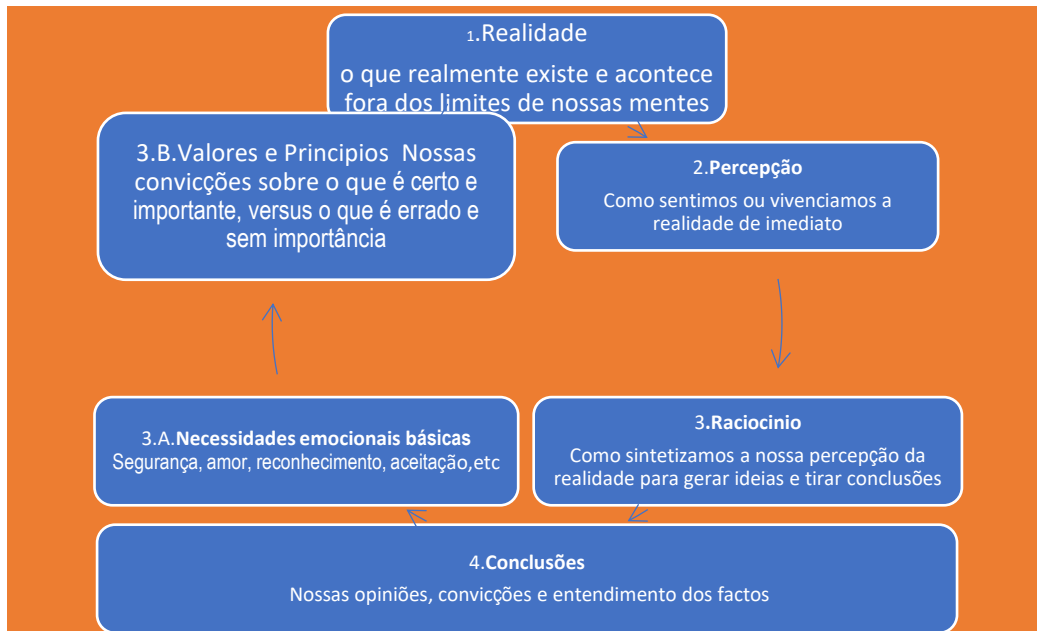 1.Realidade
o que realmente existe e acontece
fora dos limites de nossas mentes
2.Percepção
Como sentimos ou vivenciamos a
realidade de imediato
3.Raciocinio
Como sintetizamos a nossa percepção da
realidade para gerar ideias e tirar conclusões
4.Conclusões
Nossas opiniões, convicções e entendimento dos factos
3.A.Necessidades emocionais básicas
Segurança, amor, reconhecimento, aceitação,etc
3.B.Valores e Principios Nossas
convicções sobre o que é certo e
importante, versus o que é errado e
sem importância